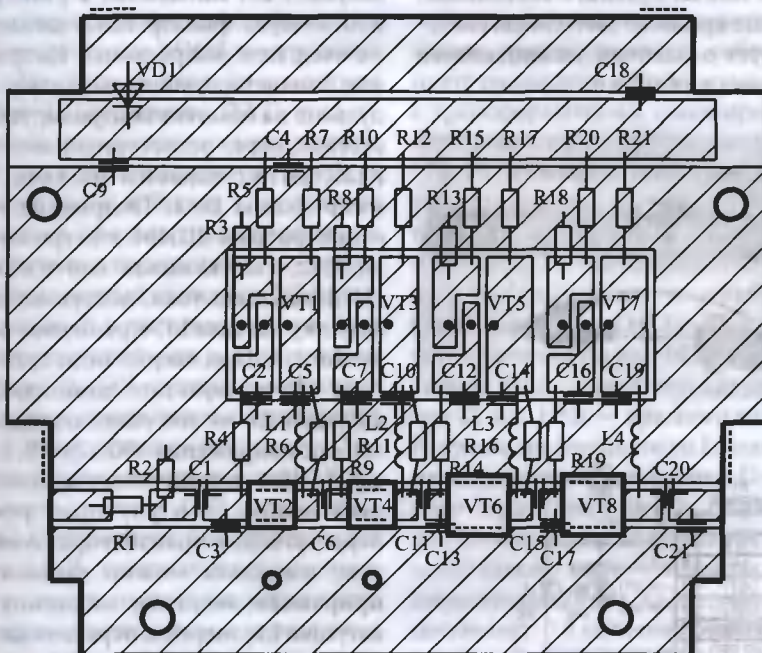 VD1 C18
C4 R7 R10 R12 R15 R17 R20 R21
C9 R5 R8 R13 R18
R3
VT1 VT3 VT5 VT7
C2 C5 C7 C10 C12 C14 C16 C19
R4 L1 L2 L3 L4
R6 R11 R16
R2 C1 R9 R14 R19 C20
VT2 VT4 VT6 VT8
R1 C3 C6 C11 C13 C15 C17 C21